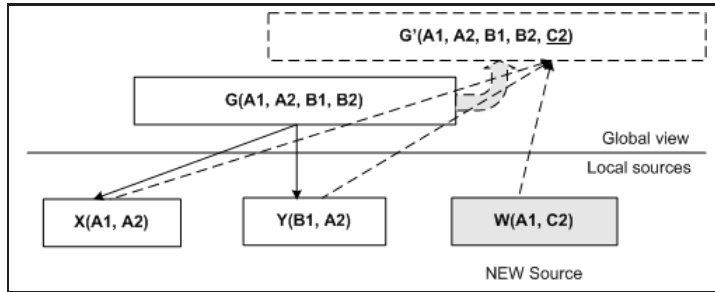 G'(A1, A2, B1, B2, C2)
G(A1, A2, B1, B2)
Global view
Local sources
X(A1, A2)
Y(B1, A2)
W(A1, C2)
NEW Source